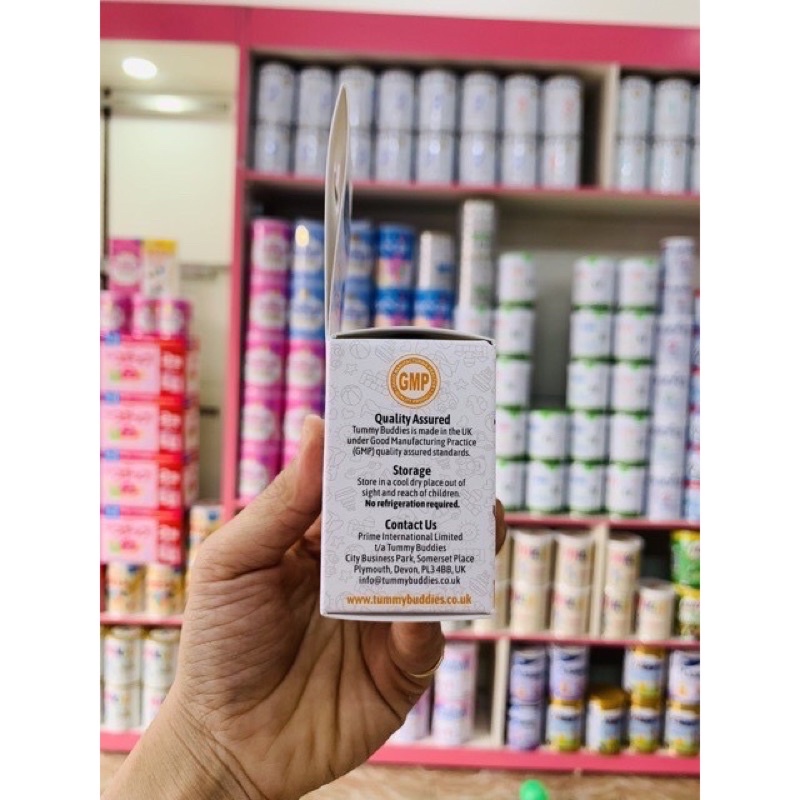 GMP
Quality Assured
Tummy Buddies is made in the UK
under Good Manufacturing Practice
(GMP) quality assured standards.
Storage
Store in a cool dry place out of
sight and reach of children.
No refrigeration required.
Contact Us
Prime International Limited
t/a Tummy Buddies
City Business Park, Somerset Place
Plymouth, Devon, PL3 4BB, UK
info@tummybuddies.co.uk
www.tummybuddies.co.uk